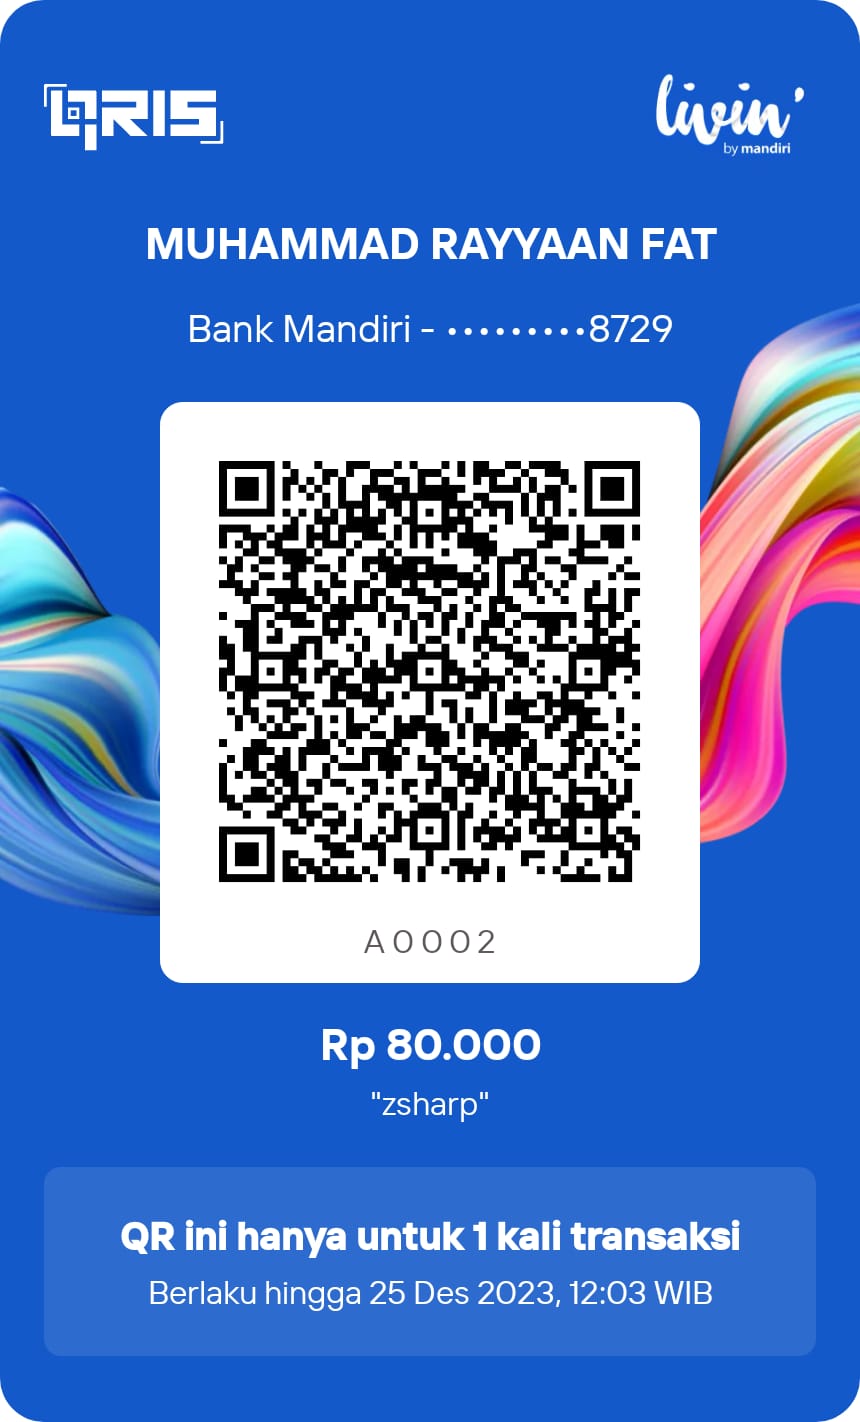 QRIS
livin'
by mandiri
MUHAMMAD RAYYAAN FAT
Bank Mandiri - •••••••••8729
A0002
Rp 80.000
"zsharp"
QR ini hanya untuk 1 kali transaksi
Berlaku hingga 25 Des 2023, 12:03 WIB